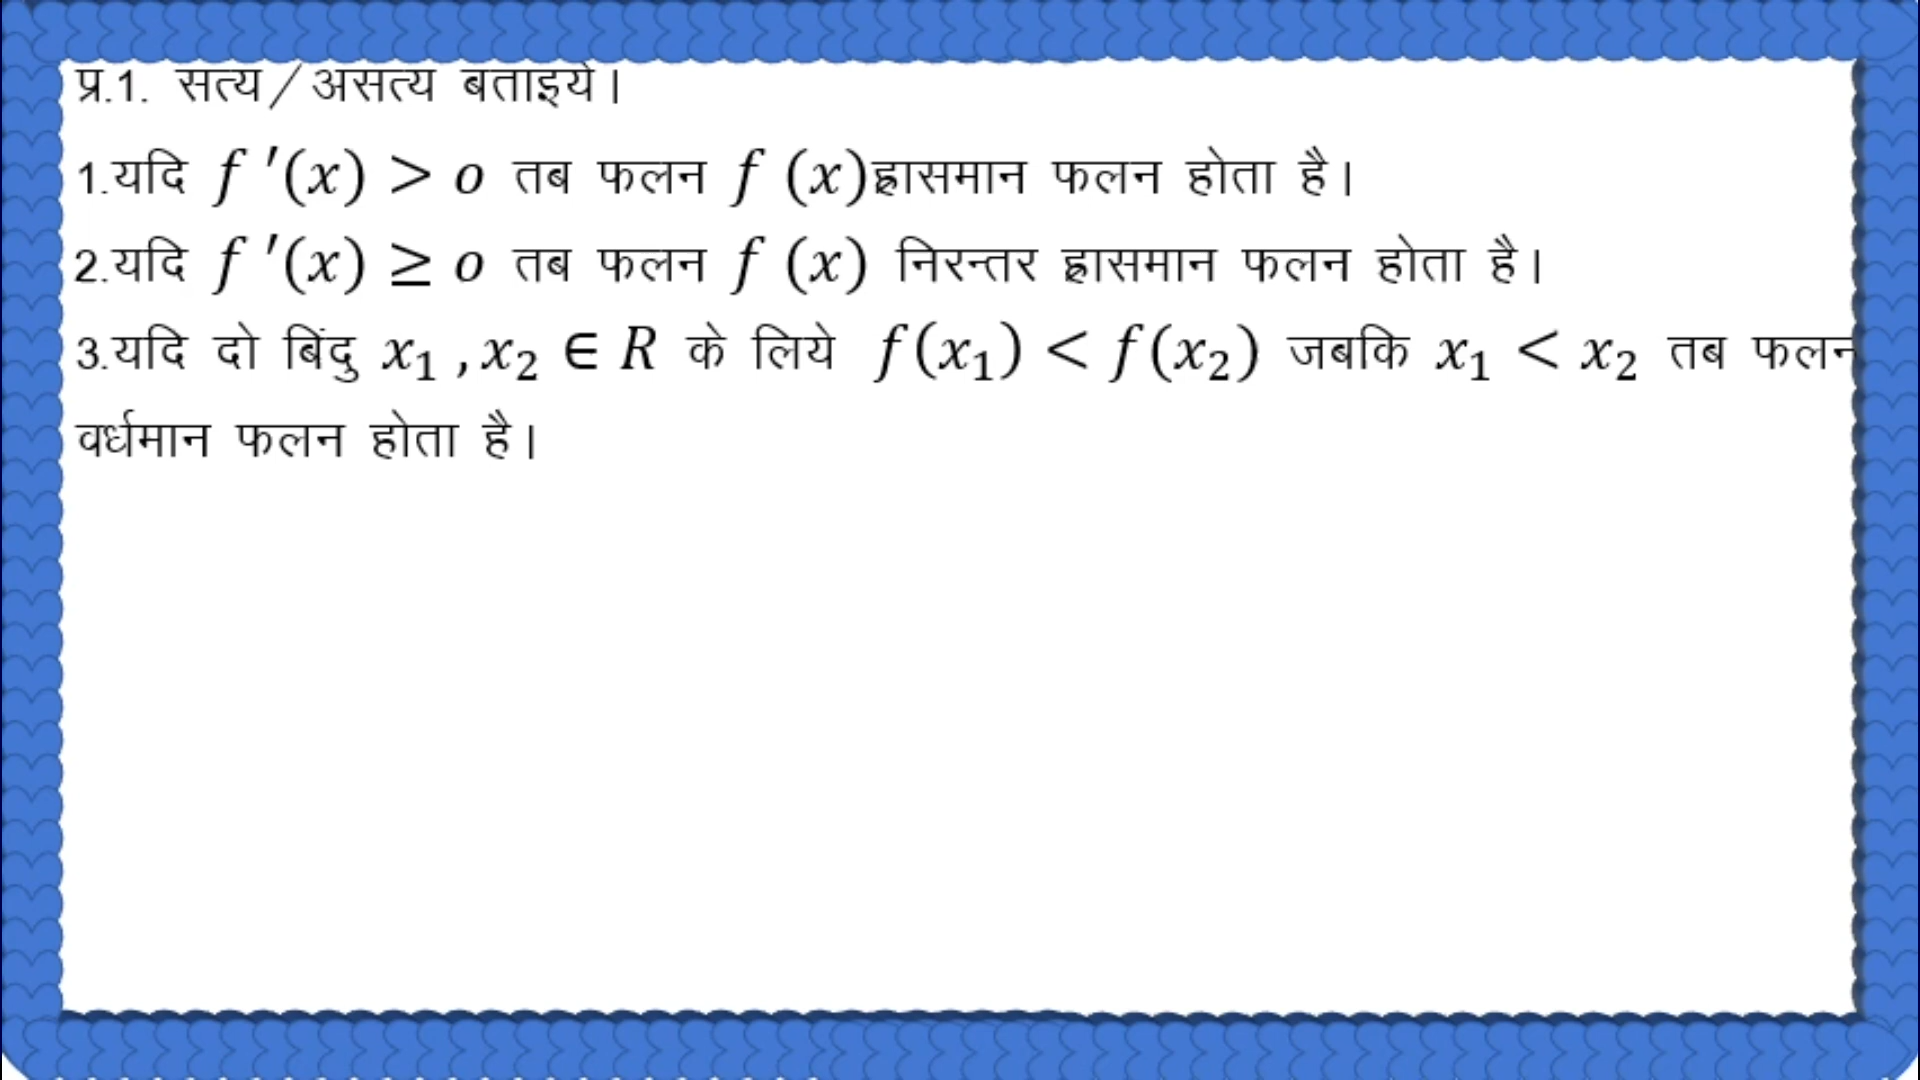 प्र.1. सत्य/असत्य बताइये।
1.यदि f '(x) > o तब फलन f (x)ह्रासमान फलन होता है।
2.यदि f '(x) ≥ o तब फलन f (x) निरन्तर ह्रासमान फलन होता है।
3.यदि दो बिंदु x₁ ,x₂ ∈ R के लिये f(x₁) < f(x₂) जबकि x₁ < x₂ तब फलन
वर्धमान फलन होता है।